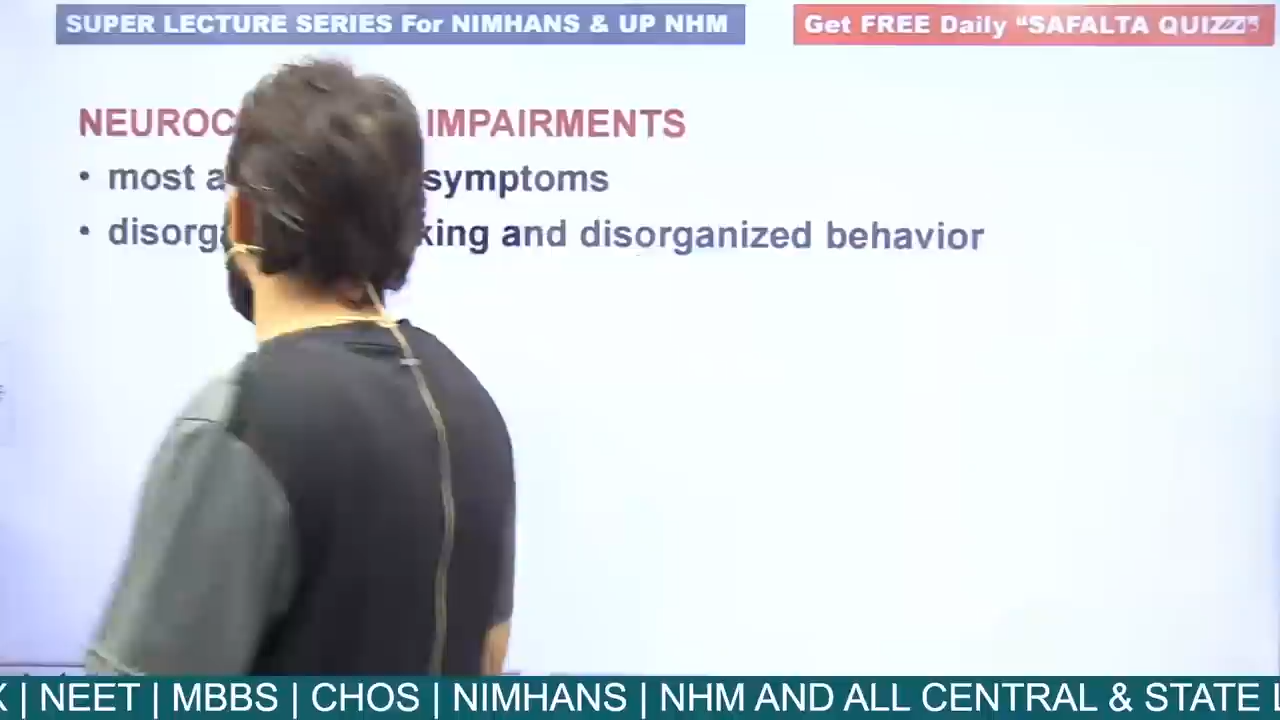 SUPER LECTURE SERIES For NIMHANS & UP NHM
Get FREE Daily "SAFALTA QUIZ
NEUROC IMPAIRMENTS
• most a symptoms
• disorga king and disorganized behavior
X | NEET | MBBS | CHOS | NIMHANS | NHM AND ALL CENTRAL & STATE L